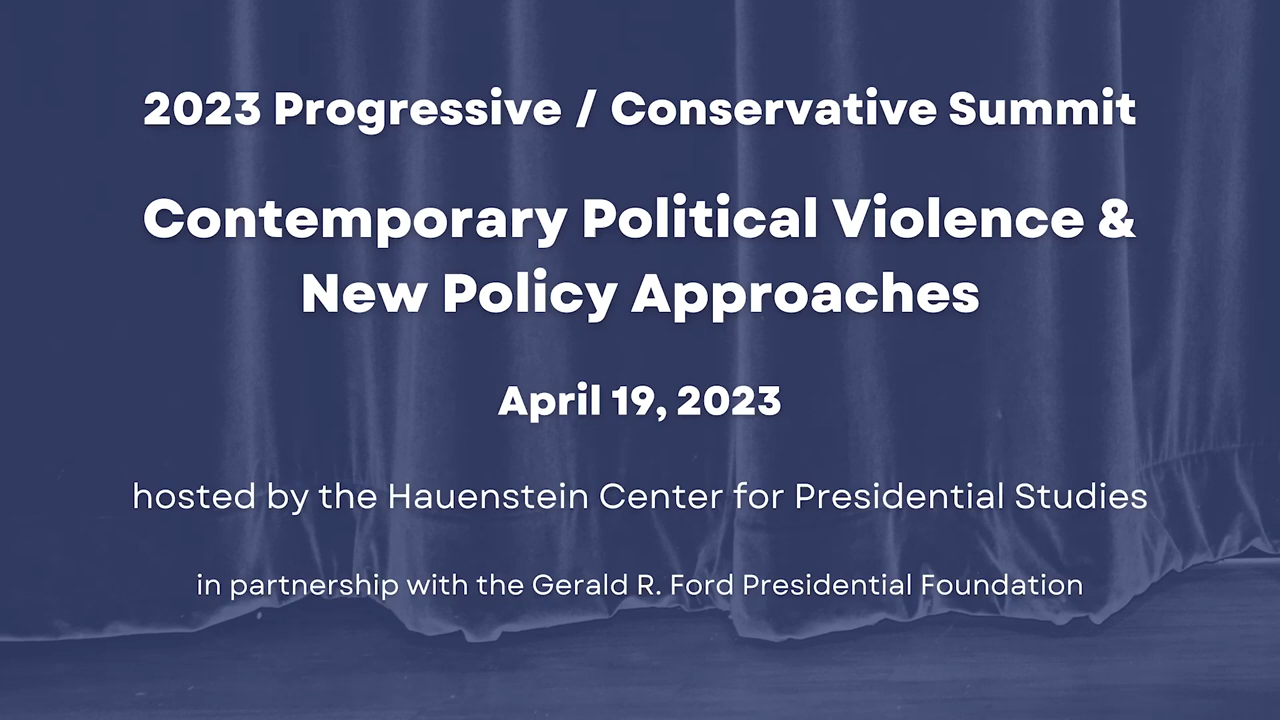 2023 Progressive / Conservative Summit
Contemporary Political Violence &
New Policy Approaches
April 19, 2023
hosted by the Hauenstein Center for Presidential Studies
in partnership with the Gerald R. Ford Presidential Foundation